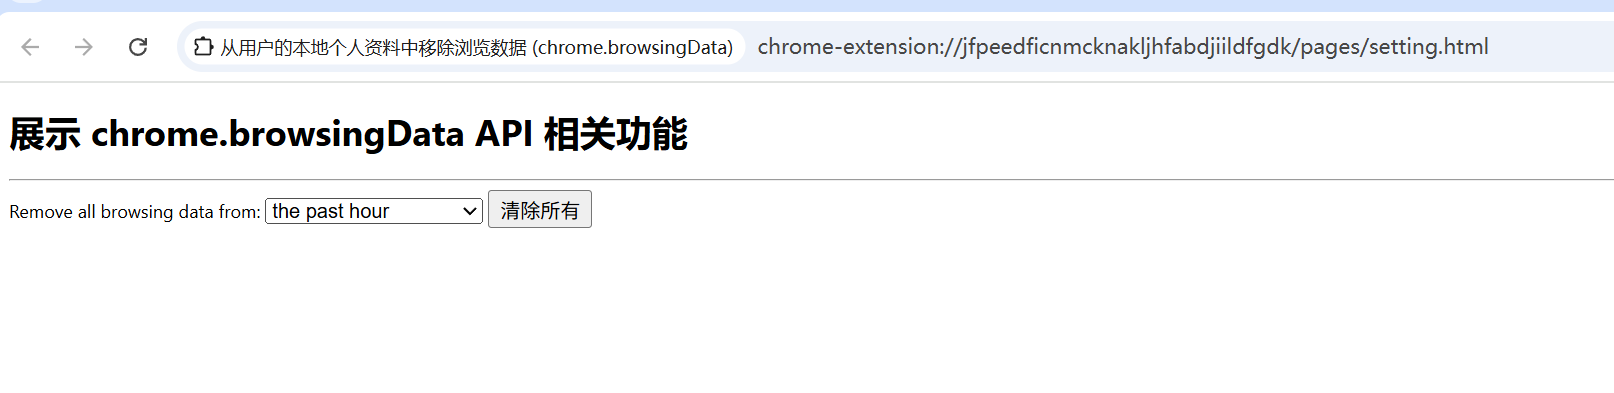 从用户的本地个人资料中移除浏览数据 (chrome.browsingData) chrome-extension://jfpeedficnmcknakljhfabdjiildfgdk/pages/setting.html
展示 chrome.browsingData API 相关功能
Remove all browsing data from: the past hour 清除所有